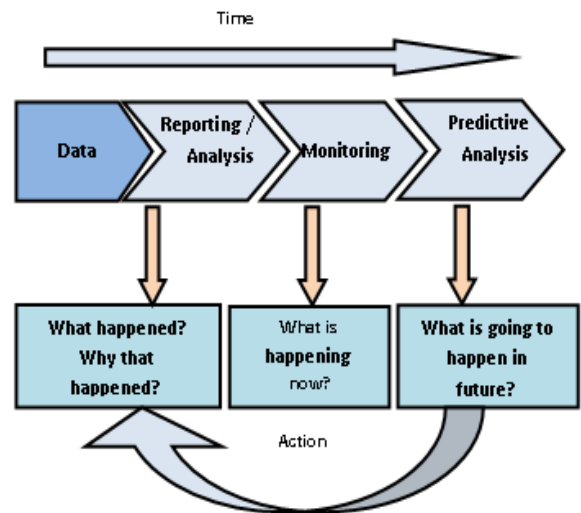 Time
Data
Reporting /
Analysis
Monitoring
Predictive
Analysis
What happened?
Why that
happened?
What is
happening
now?
What is going to
happen in
future?
Action